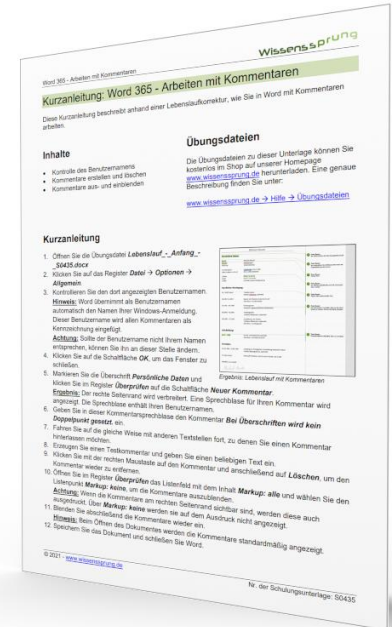 Wissenssprung
Word 365 - Arbeiten mit Kommentaren
Kurzanleitung: Word 365 - Arbeiten mit Kommentaren
Diese Kurzanleitung beschreibt anhand einer Lebenslaufkorrektur, wie Sie in Word mit Kommentaren
arbeiten.
Inhalte
• Kontrolle des Benutzernamens
• Kommentare erstellen und löschen
• Kommentare aus- und einblenden
Übungsdateien
Die Übungsdateien zu dieser Unterlage können Sie
kostenlos im Shop auf unserer Homepage
www.wissenssprung.de herunterladen. Eine genaue
Beschreibung finden Sie unter:
www.wissenssprung.de → Hilfe → Übungsdateien
Kurzanleitung
1. Öffnen Sie die Übungsdatei Lebenslauf_-_Anfang_-
_S0435.docx
2. Klicken Sie auf das Register Datei → Optionen →
Allgemein.
3. Kontrollieren Sie den dort angezeigten Benutzernamen.
Hinweis: Word übernimmt als Benutzernamen
automatisch den Namen Ihrer Windows-Anmeldung.
Dieser Benutzername wird allen Kommentaren als
Kennzeichnung eingefügt.
Achtung: Sollte der Benutzername nicht Ihrem Namen
entsprechen, können Sie ihn an dieser Stelle ändern.
4. Klicken Sie auf die Schaltfläche OK, um das Fenster zu
schließen.
5. Markieren Sie die Überschrift Persönliche Daten und
klicken Sie im Register Überprüfen auf die Schaltfläche Neuer Kommentar.
Ergebnis: Der rechte Seitenrand wird verbreitert. Eine Sprechblase für Ihren Kommentar wird
angezeigt. Die Sprechblase enthält Ihren Benutzernamen.
6. Geben Sie in dieser Kommentarsprechblase den Kommentar Bei Überschriften wird kein
Doppelpunkt gesetzt. ein.
7. Fahren Sie auf die gleiche Weise mit anderen Textstellen fort, zu denen Sie einen Kommentar
hinterlassen möchten.
8. Erzeugen Sie einen Testkommentar und geben Sie einen beliebigen Text ein.
9. Klicken Sie mit der rechten Maustaste auf den Kommentar und anschließend auf Löschen, um den
Kommentar wieder zu entfernen.
10. Öffnen Sie im Register Überprüfen das Listenfeld mit dem Inhalt Markup: alle und wählen Sie den
Listenpunkt Markup: keine, um die Kommentare auszublenden.
Achtung: Wenn die Kommentare am rechten Seitenrand sichtbar sind, werden diese auch
ausgedruckt. Über Markup: keine werden sie auf dem Ausdruck nicht angezeigt.
11. Blenden Sie abschließend die Kommentare wieder ein.
Hinweis: Beim Öffnen des Dokumentes werden die Kommentare standardmäßig angezeigt.
12. Speichern Sie das Dokument und schließen Sie Word.
Ergebnis: Lebenslauf mit Kommentaren
© 2021 - www.wissenssprung.de
Nr. der Schulungsunterlage: S0435